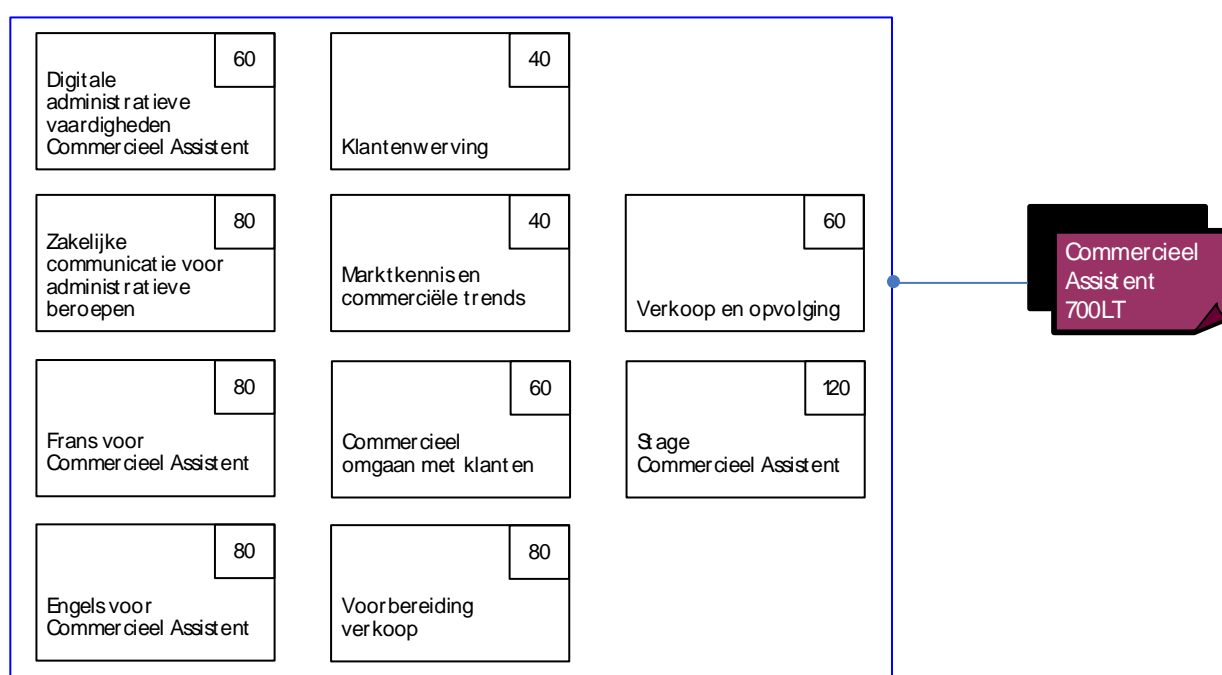 60
Digitale
administratieve
vaardigheden
Commercieel Assistent
40
Klantenwerving
80
Zakelijke
communicatie voor
administratieve
beroepen
40
Marktkennis en
commerciële trends
60
Verkoop en opvolging
Commercieel
Assistent
700LT
80
Frans voor
Commercieel Assistent
60
Commercieel
omgaan met klanten
120
Stage
Commercieel Assistent
80
Engels voor
Commercieel Assistent
80
Voorbereiding
verkoop